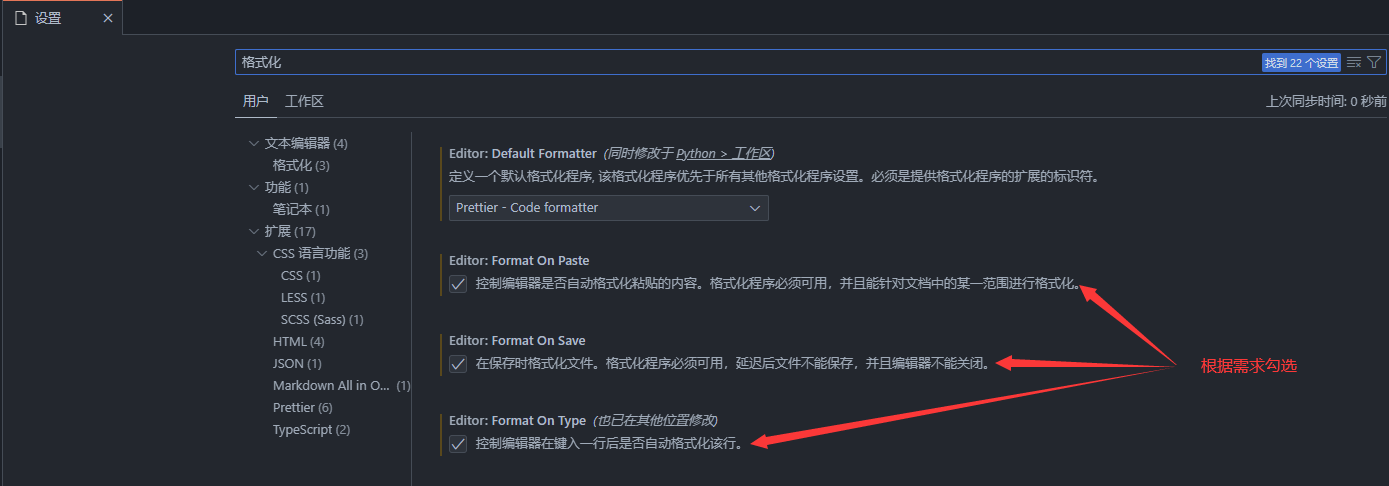 设置
格式化
找到 22 个设置
用户 工作区
上次同步时间: 0 秒前
文本编辑器 (4)
格式化 (3)
功能 (1)
笔记本 (1)
扩展 (17)
CSS 语言功能 (3)
CSS (1)
LESS (1)
SCSS (Sass) (1)
HTML (4)
JSON (1)
Markdown All in O... (1)
Prettier (6)
TypeScript (2)
Editor: Default Formatter (同时修改于 Python > 工作区)
定义一个默认格式化程序, 该格式化程序优先于所有其他格式化程序设置。必须是提供格式化程序的扩展的标识符。
Prettier - Code formatter
Editor: Format On Paste
控制编辑器是否自动格式化粘贴的内容。格式化程序必须可用，并且能针对文档中的某一范围进行格式化。
Editor: Format On Save
在保存时格式化文件。格式化程序必须可用，延迟后文件不能保存，并且编辑器不能关闭。
根据需求勾选
Editor: Format On Type (也已在其他位置修改)
控制编辑器在键入一行后是否自动格式化该行。